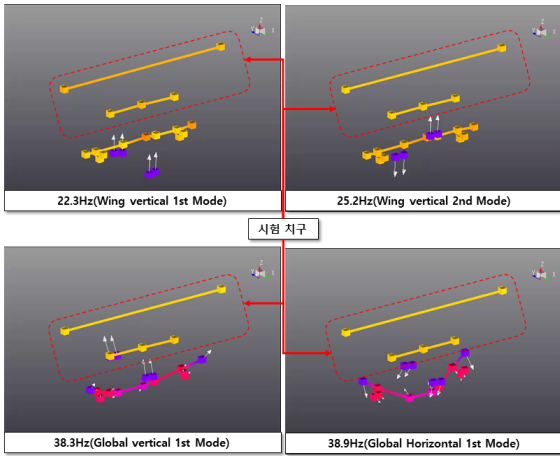 22.3Hz(Wing vertical 1st Mode)
25.2Hz(Wing vertical 2nd Mode)
시험 치구
38.3Hz(Global vertical 1st Mode)
38.9Hz(Global Horizontal 1st Mode)